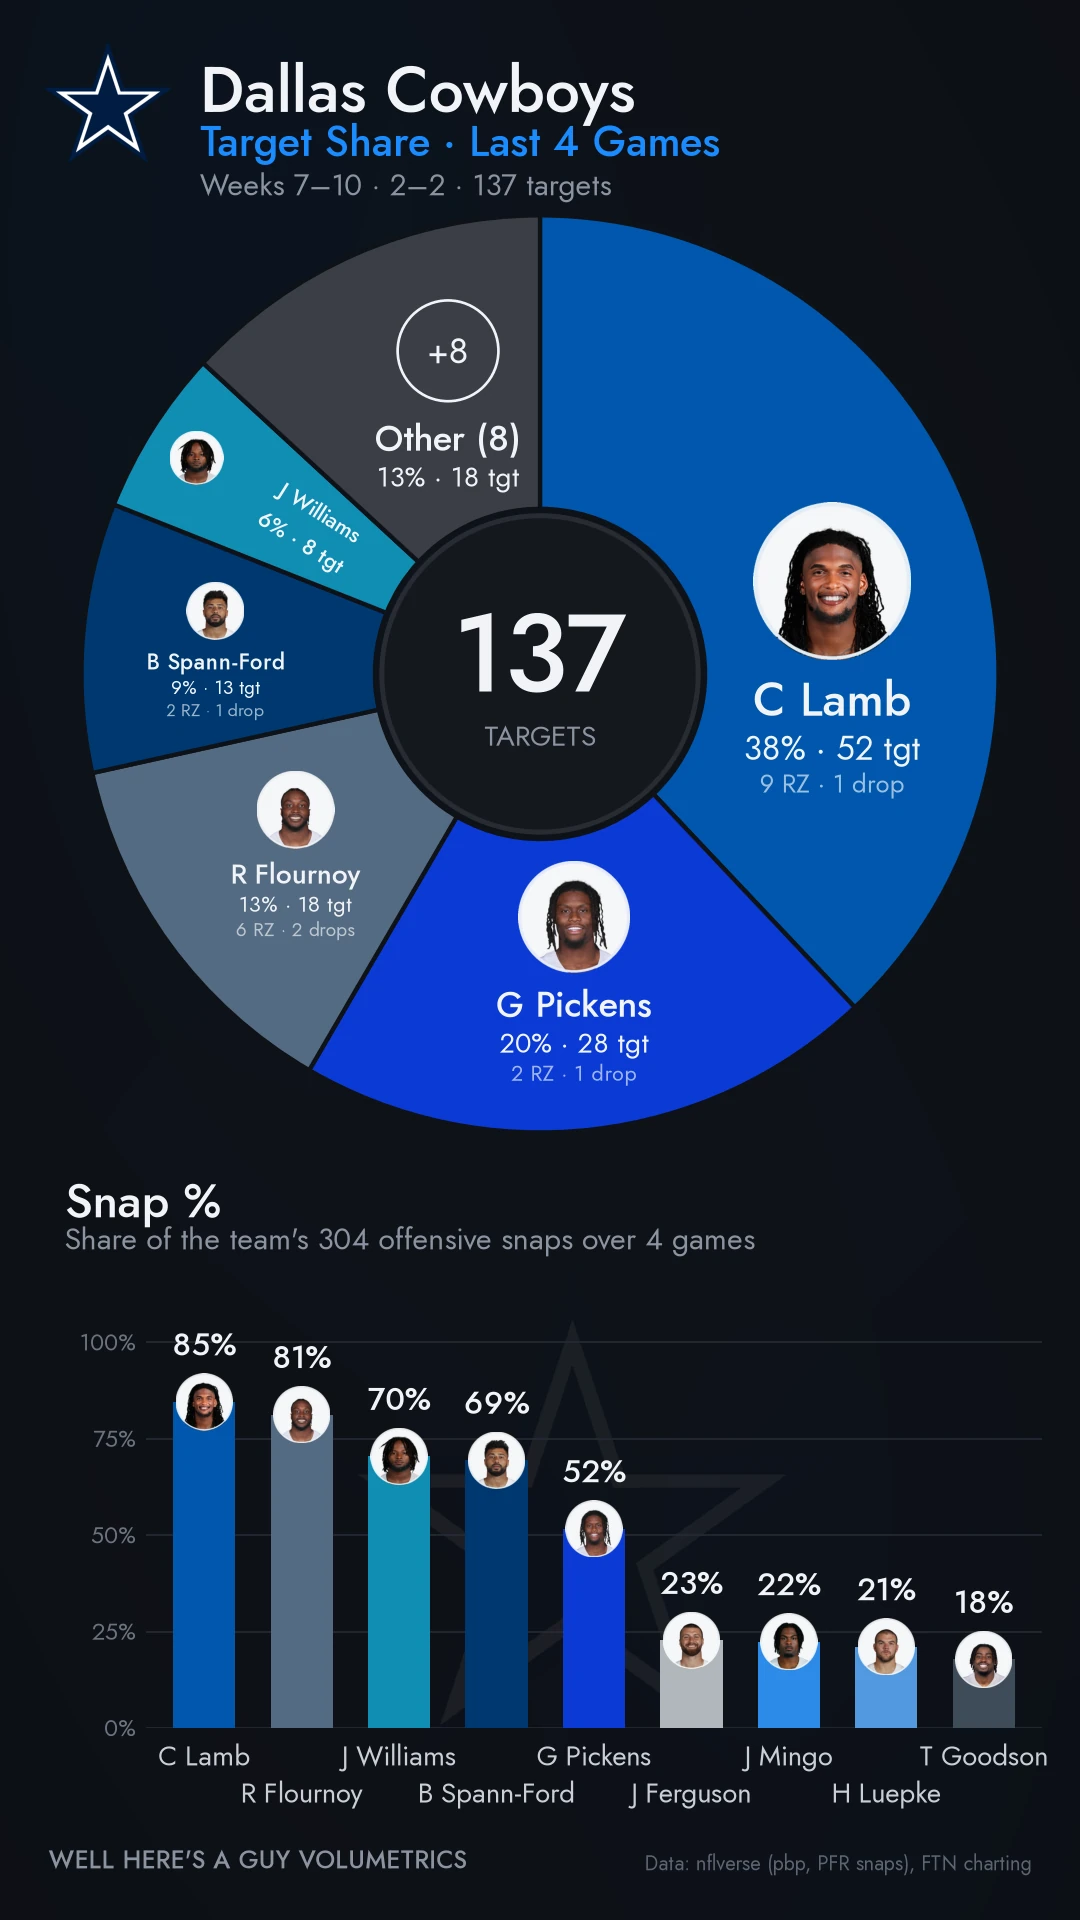 Dallas Cowboys
Target Share · Last 4 Games
Weeks 7–10 · 2–2 · 137 targets
+8
Other (8)
13% · 18 tgt
J Williams
6% · 8 tgt
C Lamb
38% · 52 tgt
9 RZ · 1 drop
B Spann-Ford
9% · 13 tgt
2 RZ · 1 drop
137
TARGETS
R Flournoy
13% · 18 tgt
6 RZ · 2 drops
G Pickens
20% · 28 tgt
2 RZ · 1 drop
Snap %
Share of the team's 304 offensive snaps over 4 games
100%
75%
50%
25%
0%
85%
81%
70%
69%
52%
23%
22%
21%
18%
C Lamb
R Flournoy
J Williams
B Spann-Ford
G Pickens
J Ferguson
J Mingo
H Luepke
T Goodson
WELL HERE'S A GUY VOLUMETRICS
Data: nflverse (pbp, PFR snaps), FTN charting